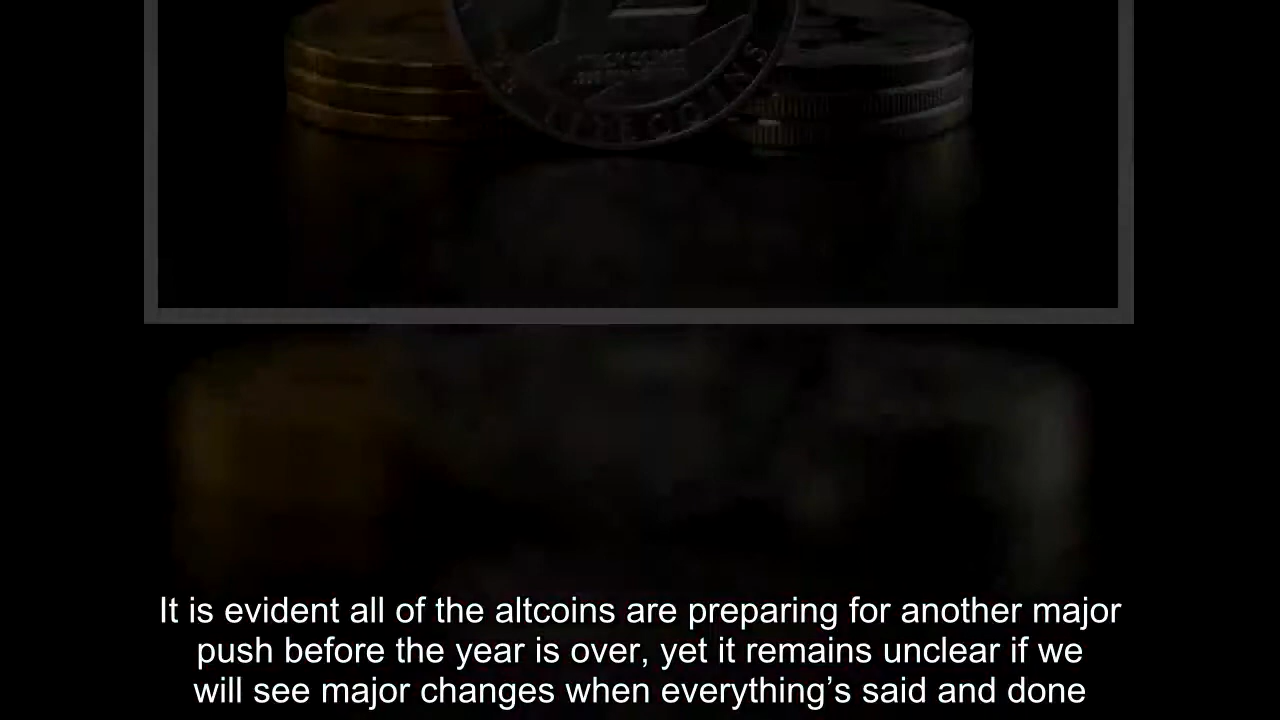 LITECOIN
It is evident all of the altcoins are preparing for another major
push before the year is over, yet it remains unclear if we
will see major changes when everything’s said and done